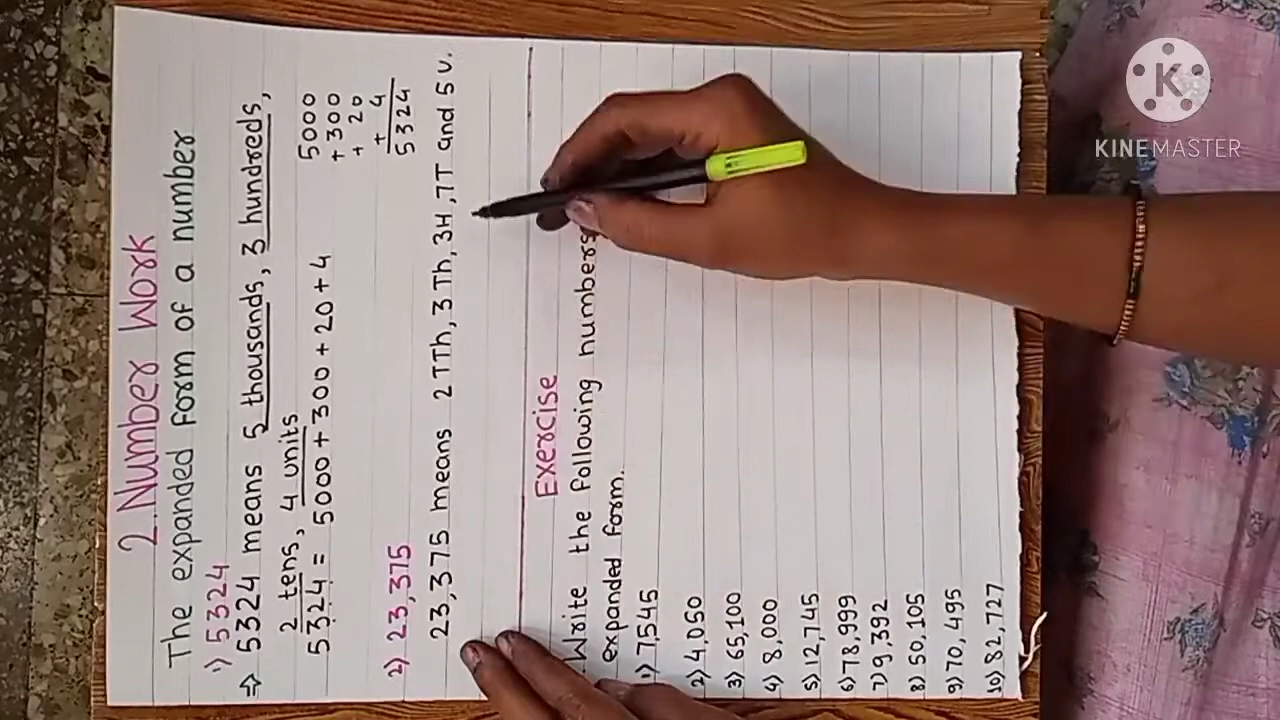 2. Number Work
The expanded form of a number
1) 5324
⇒ 5324 means 5 thousands, 3 hundreds,
2 tens, 4 units
5324 = 5000 + 300 + 20 + 4
5000
+ 300
+ 20
+ 4
5324
2) 23,375
23,375 means 2 TTh, 3 Th, 3H, 7T and 5 U.
Exercise
Write the following numbers
expanded form.
1) 7,545
2) 4,050
3) 65,100
4) 8,000
5) 12,745
6) 78,999
7) 9,392
8) 50,105
9) 70,495
10) 82,727
K
KINEMASTER